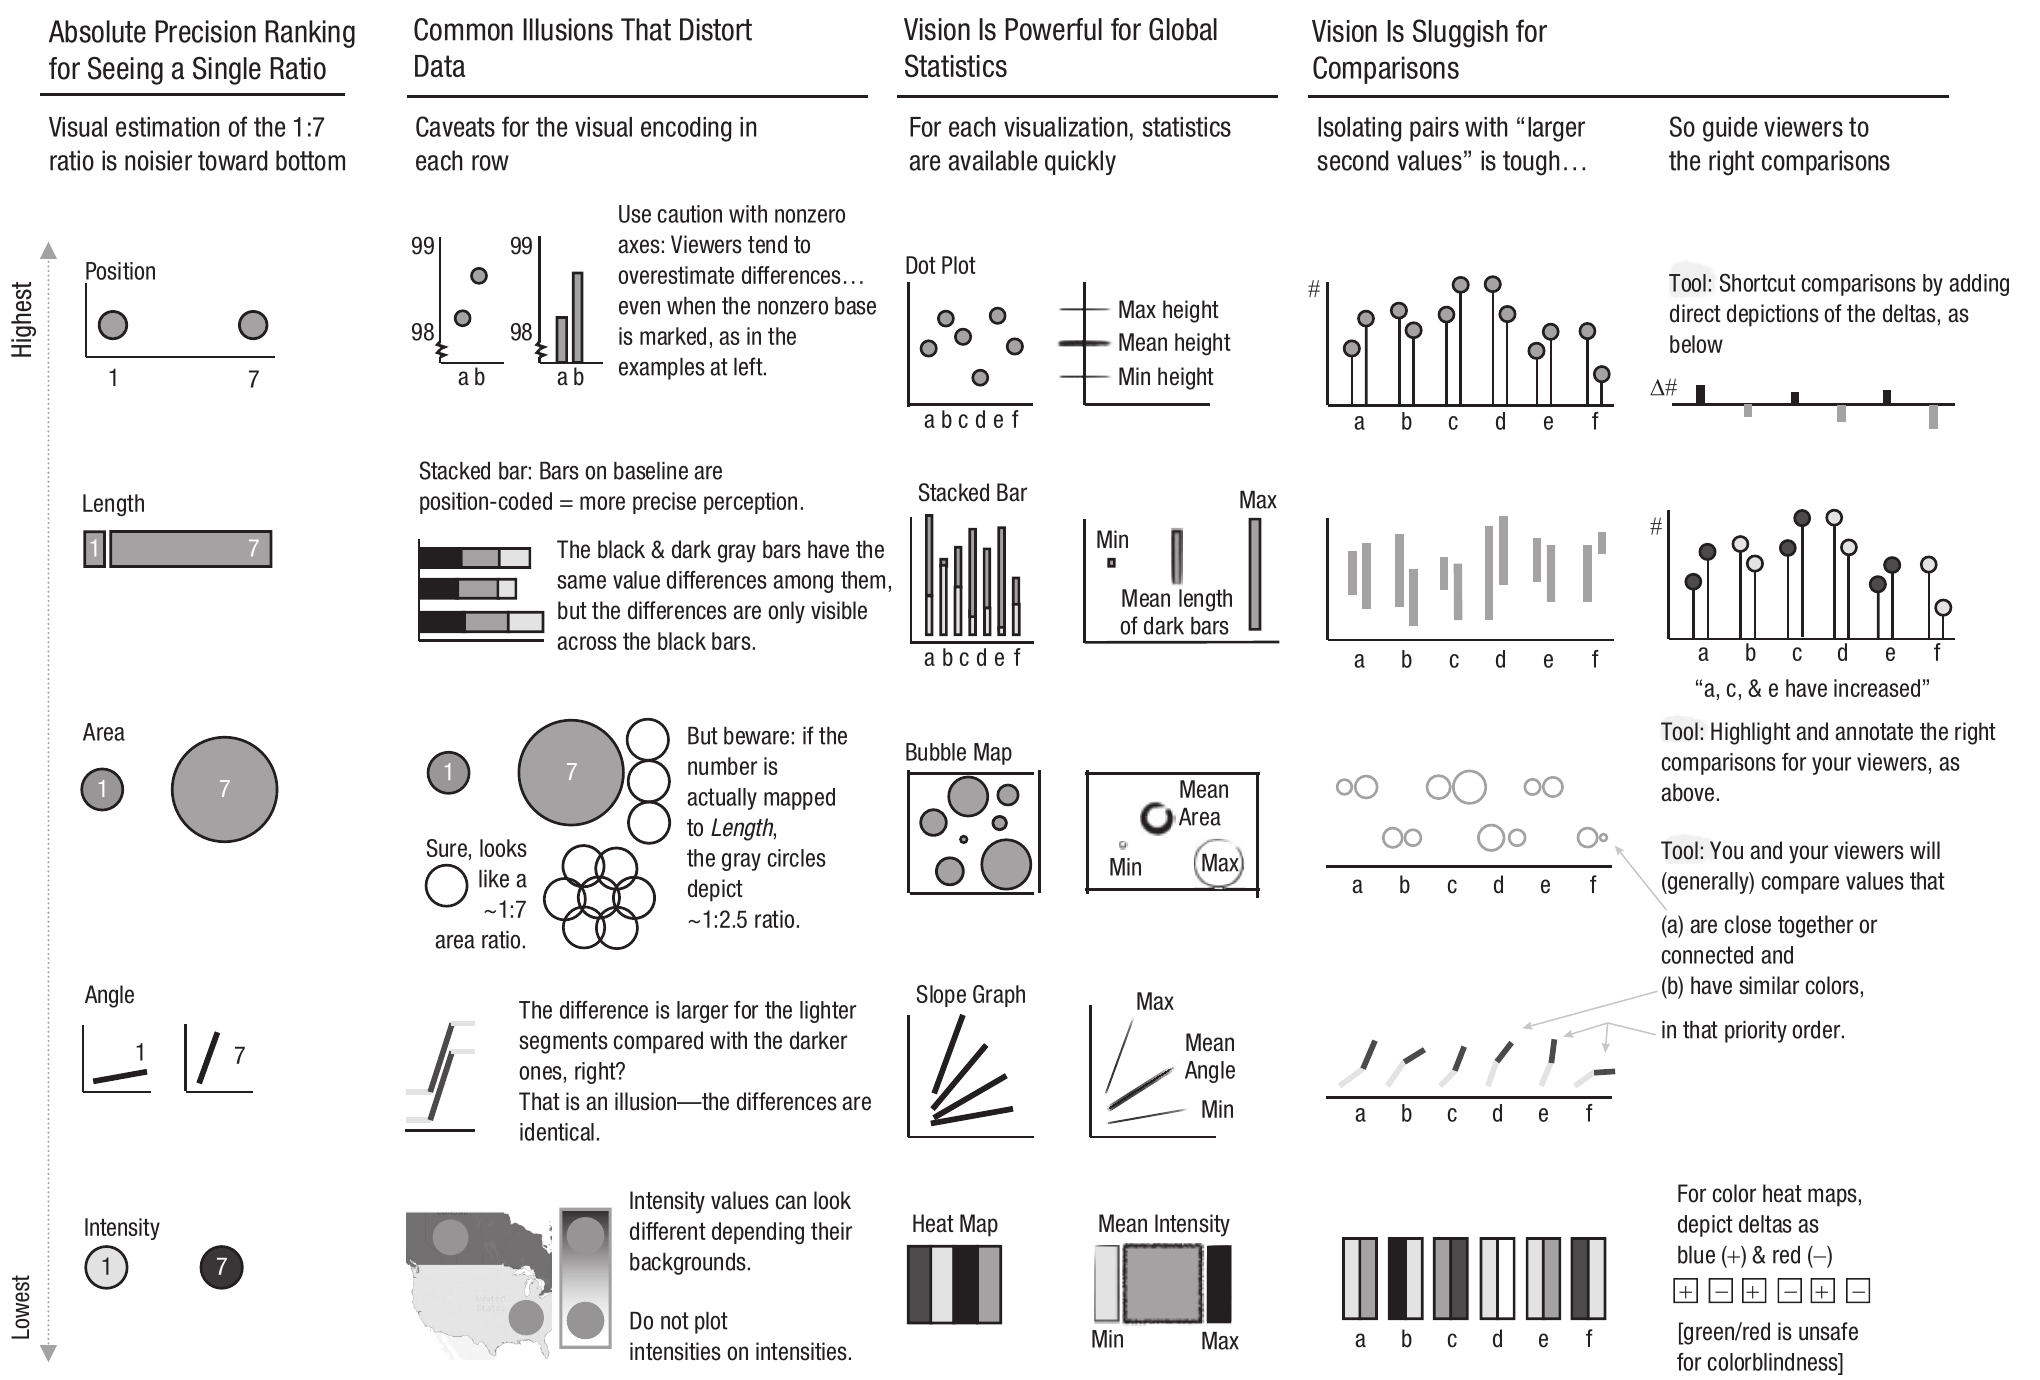 Absolute Precision Ranking
for Seeing a Single Ratio
Visual estimation of the 1:7
ratio is noisier toward bottom
Highest
Position
1 7
Length
1 7
Area
1 7
Angle
1 7
Intensity
1 7
Lowest
Common Illusions That Distort
Data
Caveats for the visual encoding in
each row
99
98
a b
99
98
a b
Use caution with nonzero
axes: Viewers tend to
overestimate differences…
even when the nonzero base
is marked, as in the
examples at left.
Stacked bar: Bars on baseline are
position-coded = more precise perception.
The black & dark gray bars have the
same value differences among them,
but the differences are only visible
across the black bars.
1 7
Sure, looks
like a
~1:7
area ratio.
But beware: if the
number is
actually mapped
to Length,
the gray circles
depict
~1:2.5 ratio.
The difference is larger for the lighter
segments compared with the darker
ones, right?
That is an illusion—the differences are
identical.
United
States
Intensity values can look
different depending their
backgrounds.
Do not plot
intensities on intensities.
Vision Is Powerful for Global
Statistics
For each visualization, statistics
are available quickly
Dot Plot
a b c d e f
Max height
Mean height
Min height
Stacked Bar
a b c d e f
Min
Max
Mean length
of dark bars
Bubble Map
Mean
Area
Min
Max
Slope Graph
Max
Mean
Angle
Min
Heat Map
Mean Intensity
Min
Max
Vision Is Sluggish for
Comparisons
Isolating pairs with “larger
second values” is tough…
#
a b c d e f
a b c d e f
a b c d e f
a b c d e f
a b c d e f
So guide viewers to
the right comparisons
Tool: Shortcut comparisons by adding
direct depictions of the deltas, as
below
Δ#
#
a b c d e f
“a, c, & e have increased”
Tool: Highlight and annotate the right
comparisons for your viewers, as
above.
Tool: You and your viewers will
(generally) compare values that
(a) are close together or
connected and
(b) have similar colors,
in that priority order.
For color heat maps,
depict deltas as
blue (+) & red (−)
+ − + − + −
[green/red is unsafe
for colorblindness]